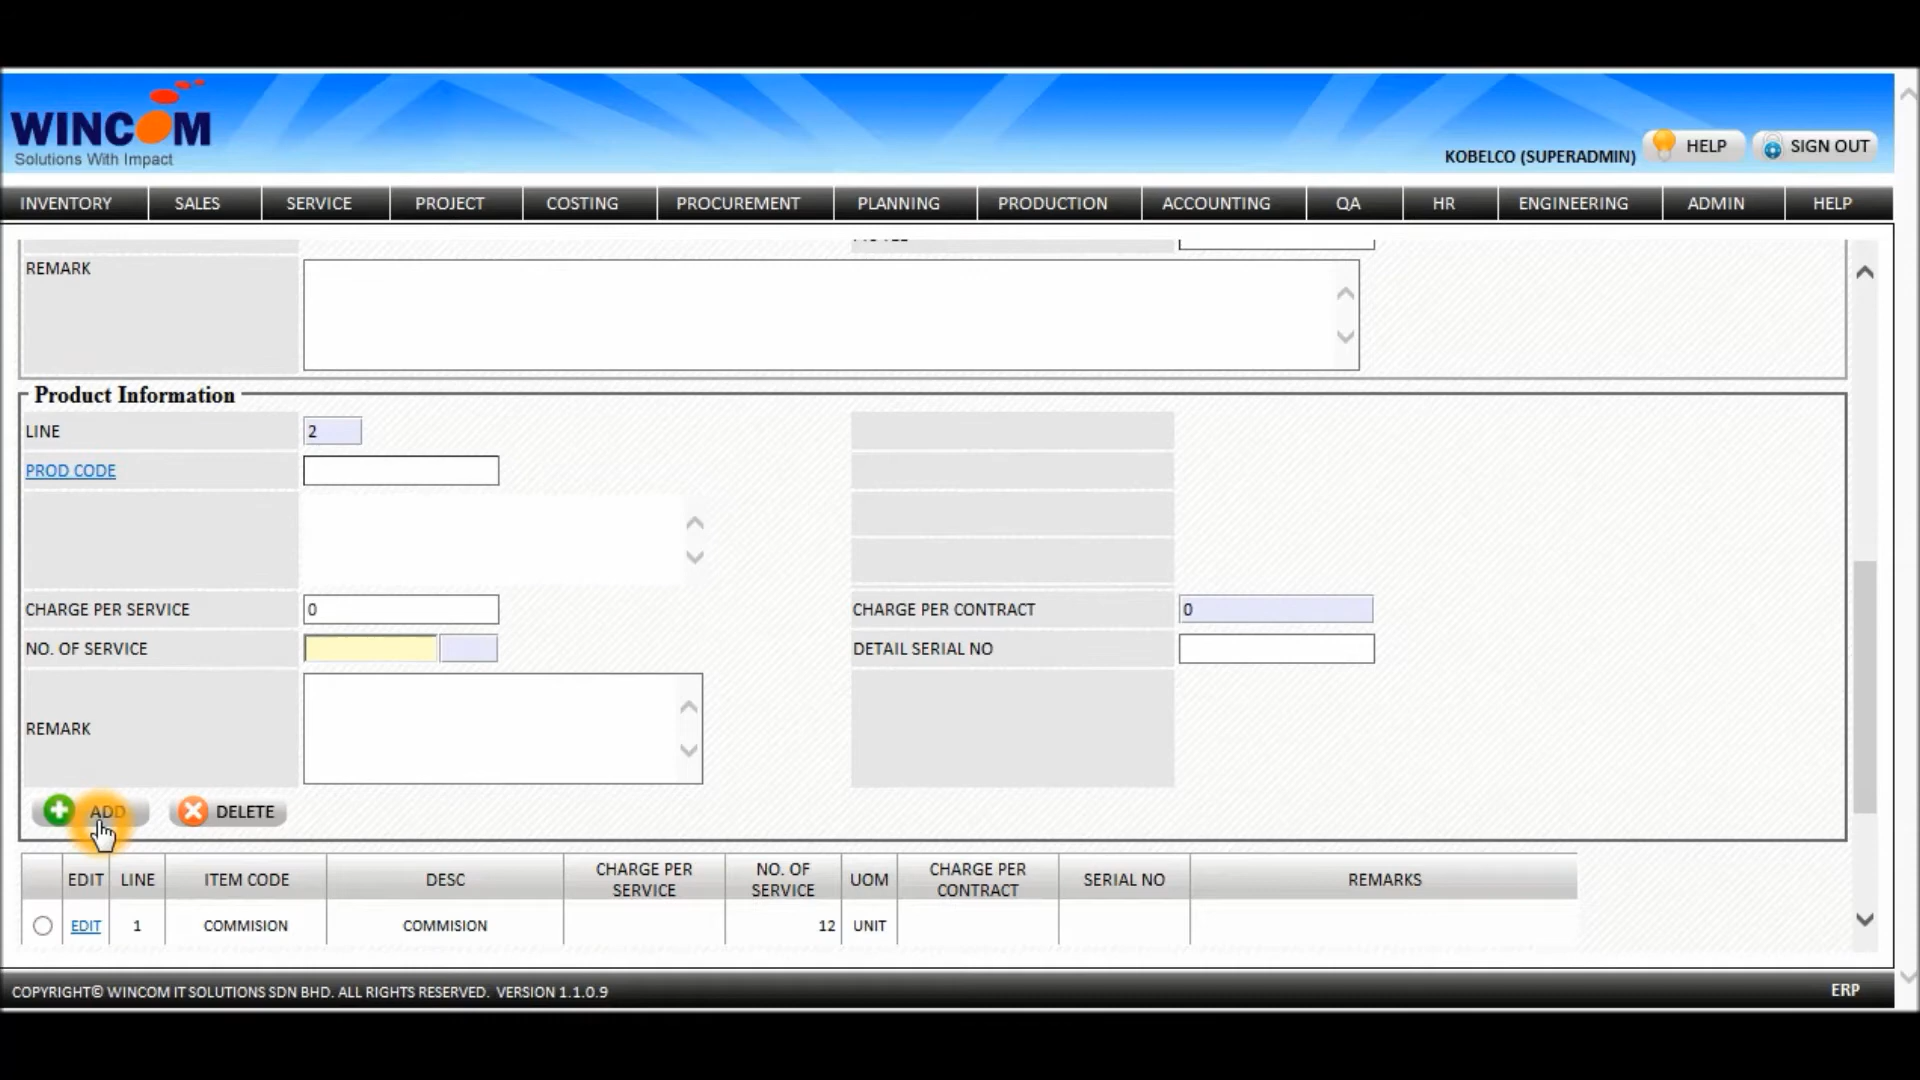 WINCOM
Solutions With Impact
KOBELCO (SUPERADMIN)
HELP
SIGN OUT
INVENTORY SALES SERVICE PROJECT COSTING PROCUREMENT PLANNING PRODUCTION ACCOUNTING QA HR ENGINEERING ADMIN HELP
REMARK
Product Information
LINE 2
PROD CODE
CHARGE PER SERVICE 0 CHARGE PER CONTRACT 0
NO. OF SERVICE DETAIL SERIAL NO
REMARK
ADD DELETE
EDIT LINE ITEM CODE DESC CHARGE PER SERVICE NO. OF SERVICE UOM CHARGE PER CONTRACT SERIAL NO REMARKS
EDIT 1 COMMISION COMMISION 12 UNIT
COPYRIGHT© WINCOM IT SOLUTIONS SDN BHD. ALL RIGHTS RESERVED. VERSION 1.1.0.9 ERP